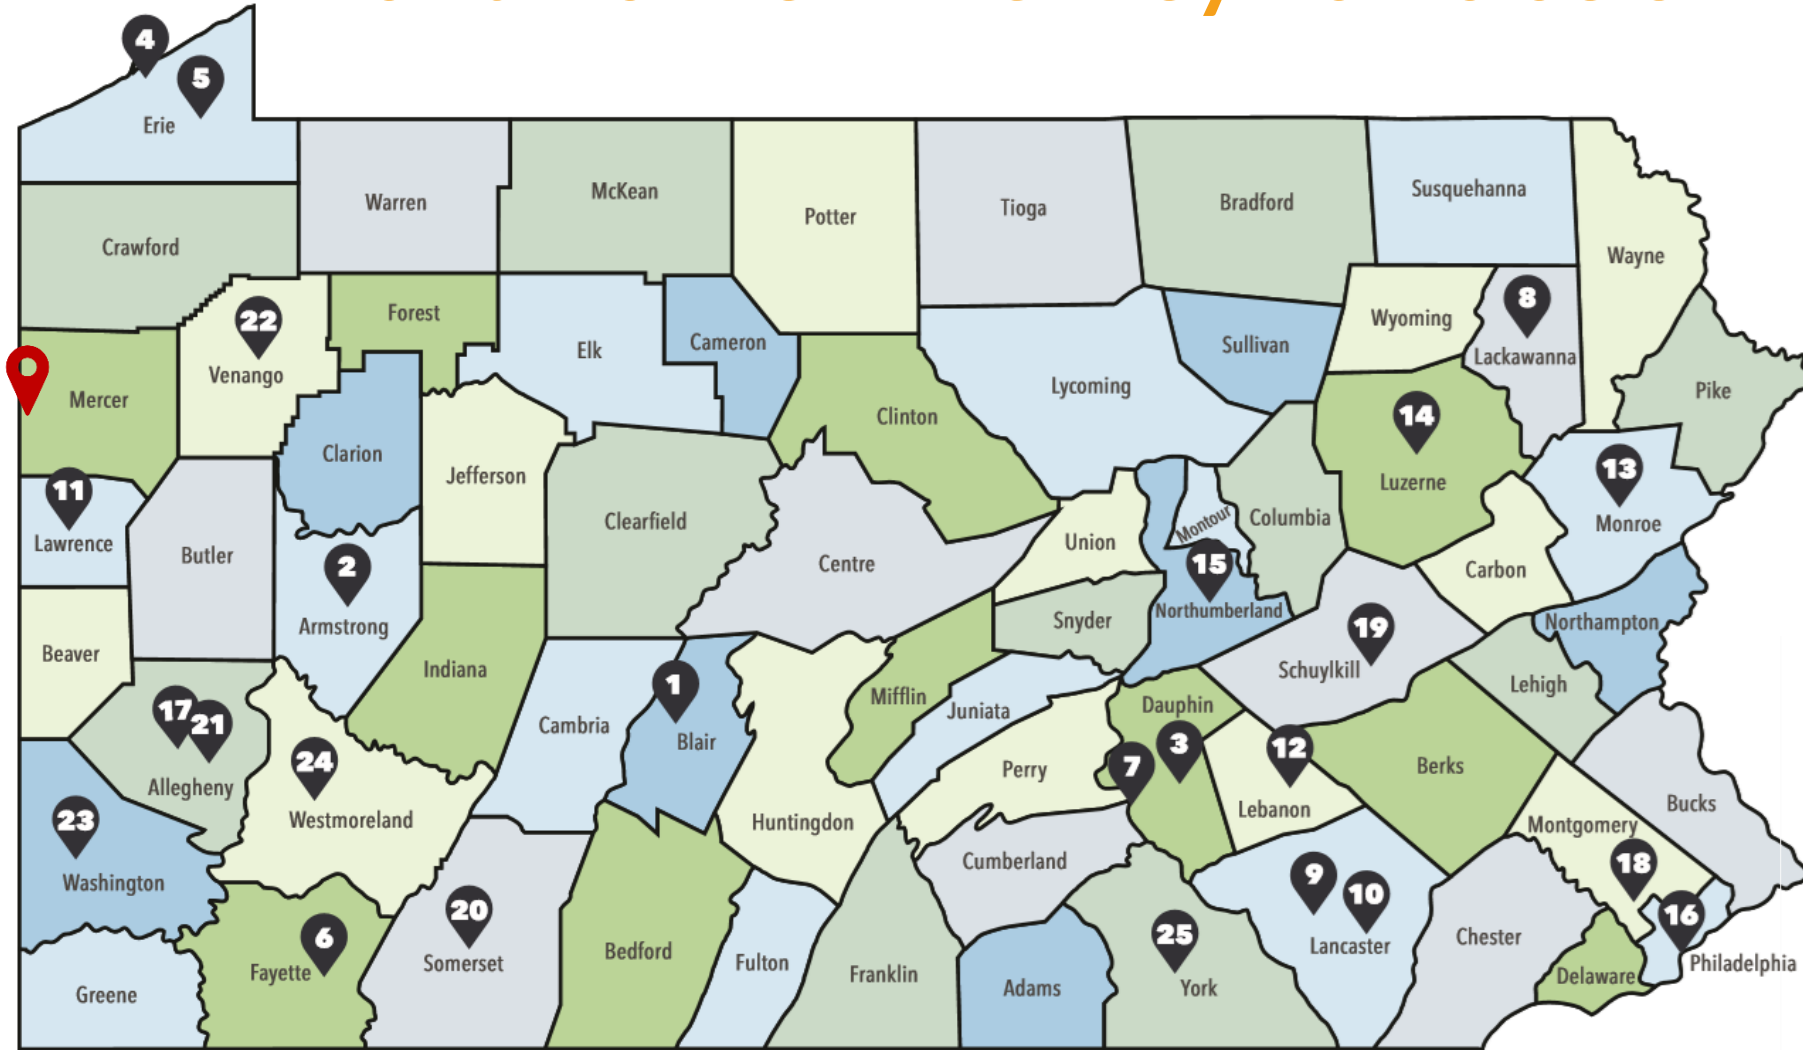 4
5
Erie
Warren
McKean
Potter
Tioga
Bradford
Susquehanna
Wayne
Crawford
22
Venango
Forest
Elk
Cameron
Clinton
Lycoming
Sullivan
Wyoming
8
Lackawanna
Pike
Mercer
Clarion
Jefferson
Clearfield
Centre
Union
Montour
Columbia
14
Luzerne
13
Monroe
11
Lawrence
Butler
2
Armstrong
Snyder
15
Northumberland
Carbon
Northampton
Beaver
Indiana
Cambria
1
Blair
Mifflin
Juniata
Dauphin
19
Schuylkill
Lehigh
17
21
Allegheny
24
Westmoreland
Huntingdon
Perry
7
3
12
Lebanon
Berks
Bucks
23
Washington
Cumberland
9
10
Lancaster
Montgomery
18
16
Philadelphia
Greene
6
Fayette
20
Somerset
Bedford
Fulton
Franklin
Adams
25
York
Chester
Delaware